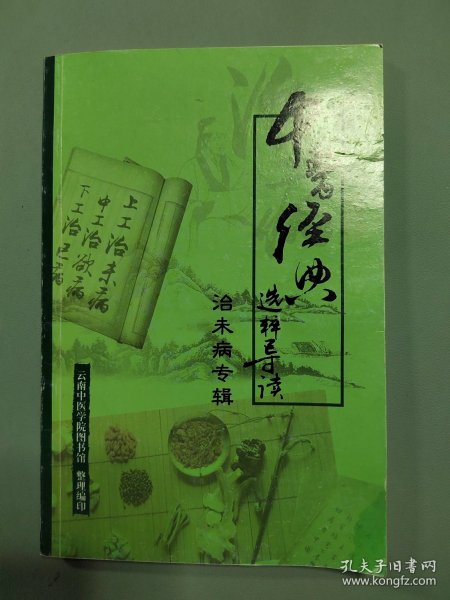 中医经典
选粹导读
治未病专辑
上工治未病
中工治欲病
下工治已病
云南中医学院图书馆 整理编印
孔夫子旧书网
www.kongfz.com